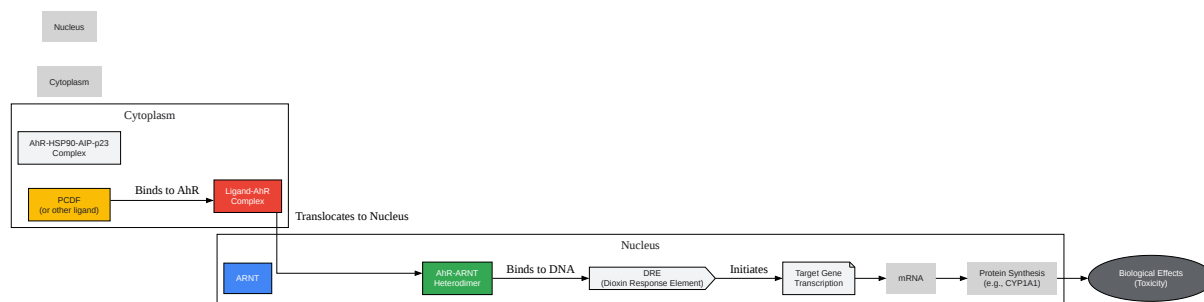 Nucleus
Cytoplasm
Cytoplasm
AhR-HSP90-AIP-p23
Complex
PCDF
(or other ligand)
Binds to AhR
Ligand-AhR
Complex
Translocates to Nucleus
Nucleus
ARNT
AhR-ARNT
Heterodimer
Binds to DNA
DRE
(Dioxin Response Element)
Initiates
Target Gene
Transcription
mRNA
Protein Synthesis
(e.g., CYP1A1)
Biological Effects
(Toxicity)